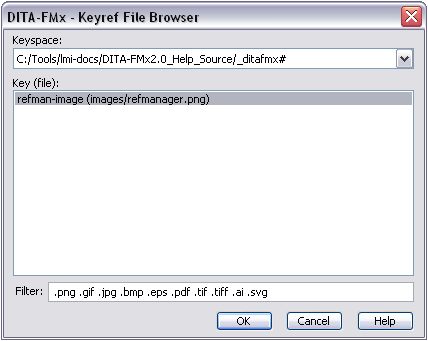 DITA-FMx - Keyref File Browser
Keyspace:
C:/Tools/lmi-docs/DITA-FMx2.0_Help_Source/_ditafmx#
Key (file):
refman-image (images/refmanager.png)
Filter: .png .gif .jpg .bmp .eps .pdf .tif .tiff .ai .svg
OK Cancel Help